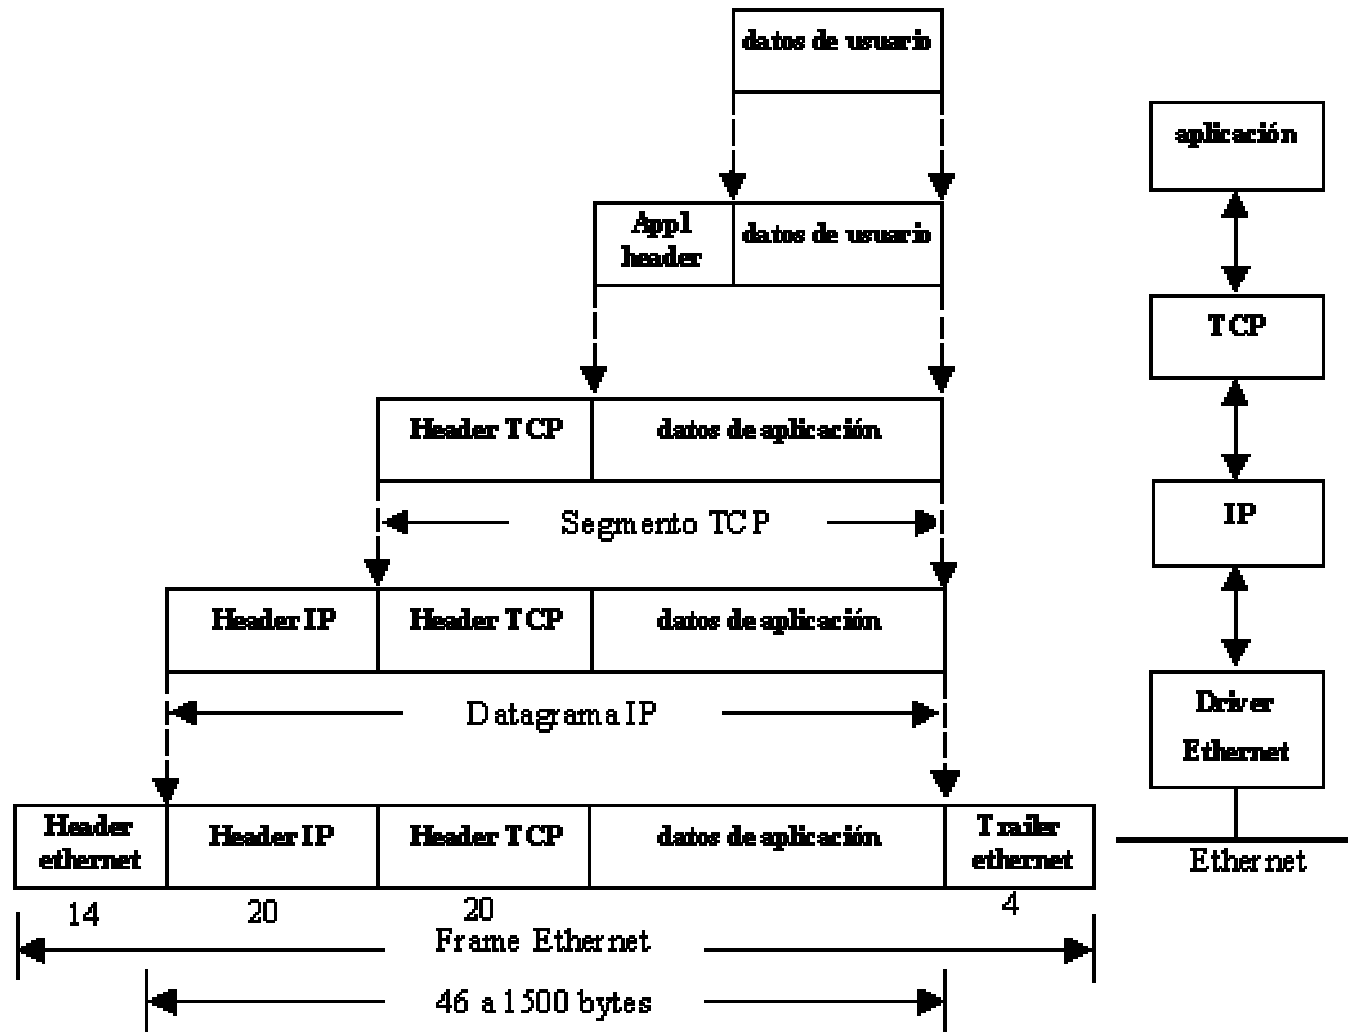 datos de usuario
aplicación
Appl
header
datos de usuario
TCP
Header TCP
datos de aplicación
Segmento TCP
IP
Header IP
Header TCP
datos de aplicación
Datagrama IP
Driver
Ethernet
Header
ethernet
Header IP
Header TCP
datos de aplicación
Trailer
ethernet
Ethernet
14
20
20
4
Frame Ethernet
46 a 1500 bytes